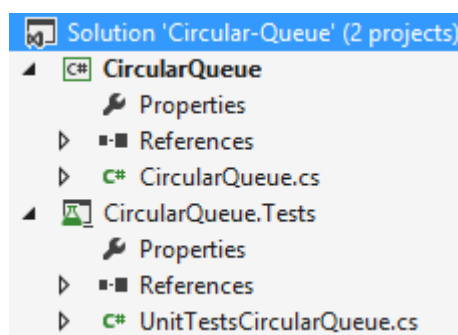 Solution 'Circular-Queue' (2 projects)
C# CircularQueue
Properties
References
C# CircularQueue.cs
CircularQueue.Tests
Properties
References
C# UnitTestsCircularQueue.cs